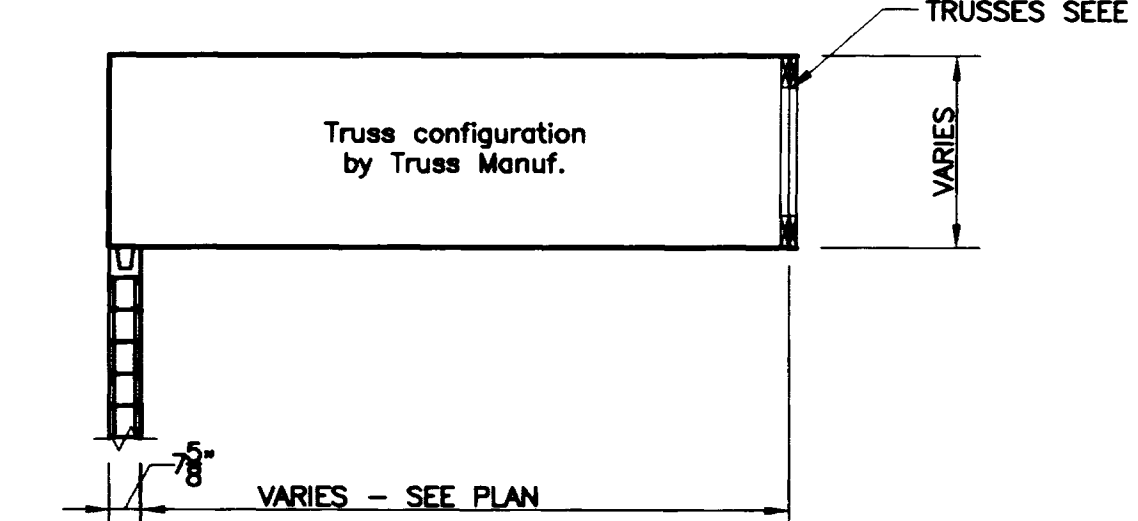 TRUSSES SEEE
Truss configuration
by Truss Manuf.
VARIES
7 5/8"
VARIES - SEE PLAN